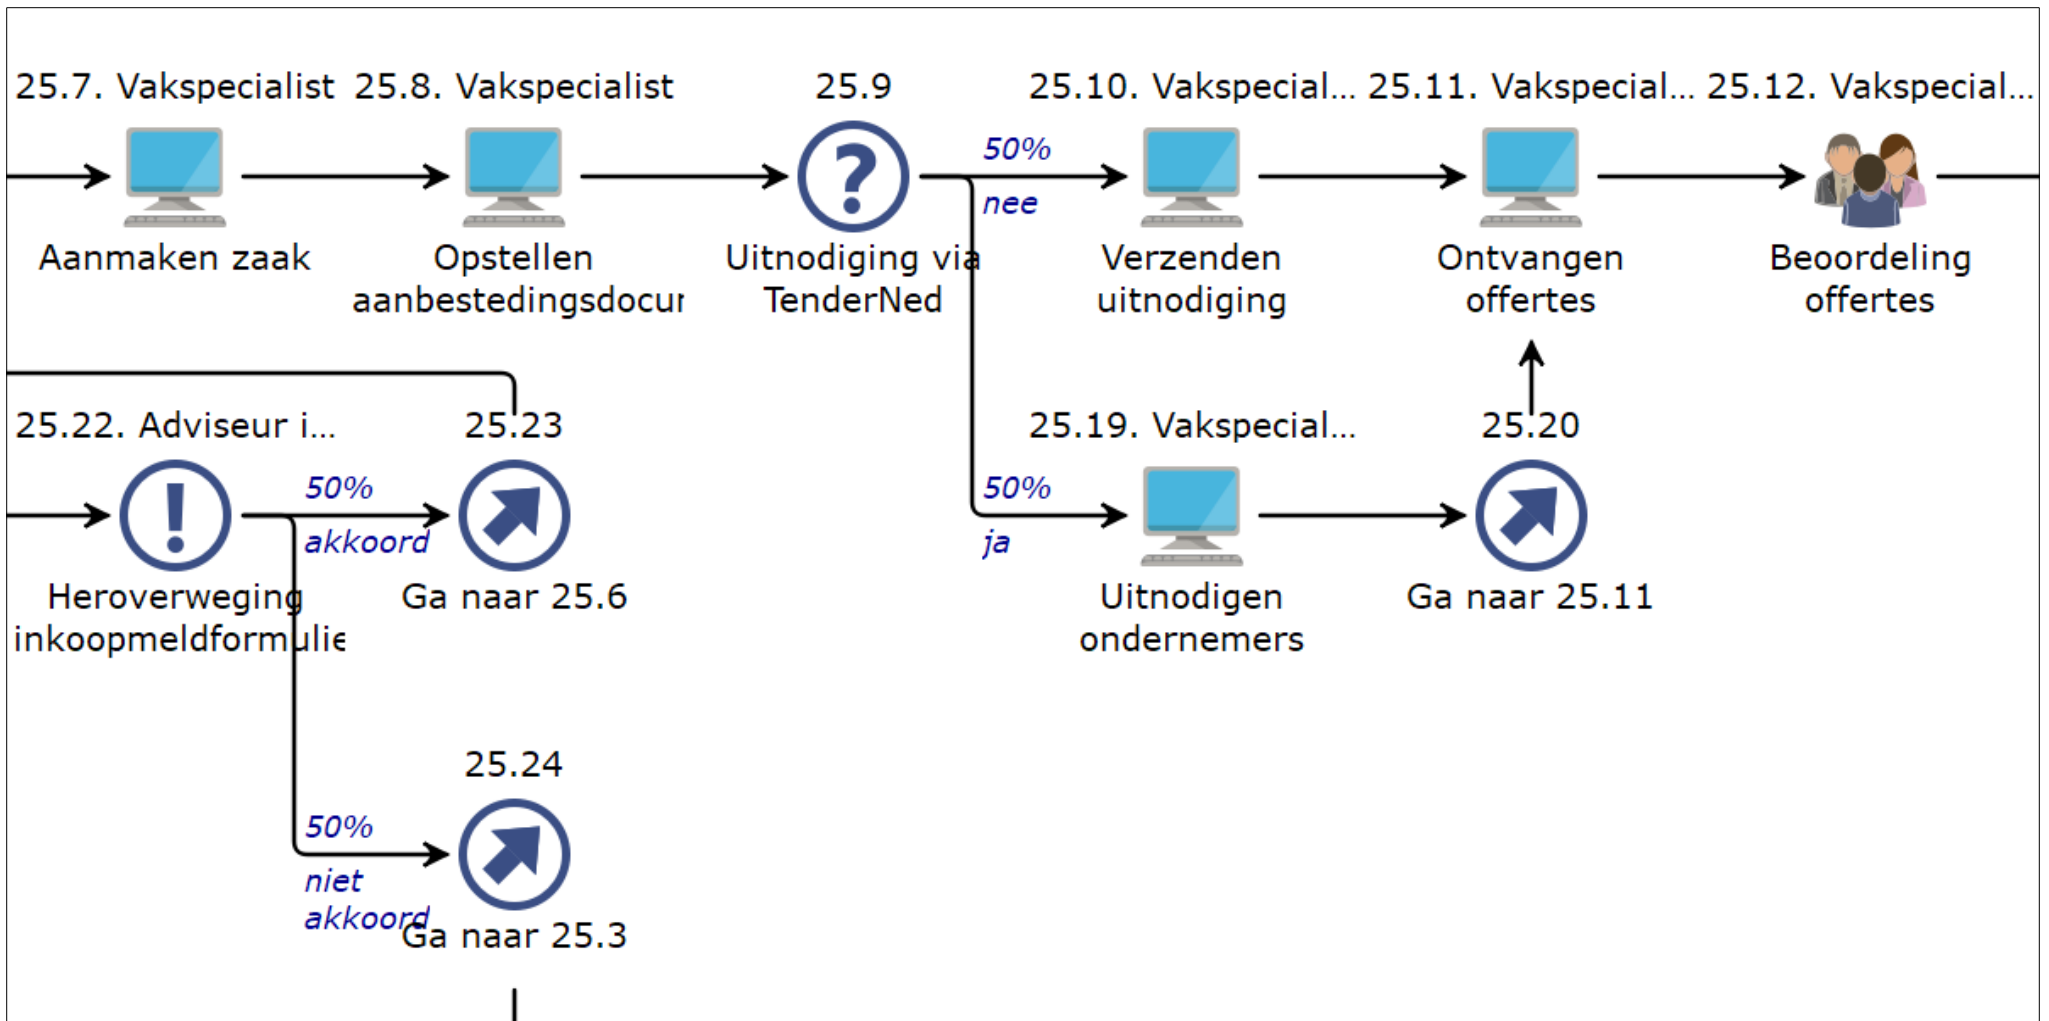 25.7. Vakspecialist
25.8. Vakspecialist
25.9
25.10. Vakspecial...
25.11. Vakspecial...
25.12. Vakspecial...
50%
nee
Aanmaken zaak
Opstellen
aanbestedingsdocur
Uitnodiging via
TenderNed
Verzenden
uitnodiging
Ontvangen
offertes
Beoordeling
offertes
25.22. Adviseur i...
25.23
25.19. Vakspecial...
25.20
50%
akkoord
50%
ja
Heroverweging
inkoopmeldformulie
Ga naar 25.6
Uitnodigen
ondernemers
Ga naar 25.11
25.24
50%
niet
akkoord
Ga naar 25.3